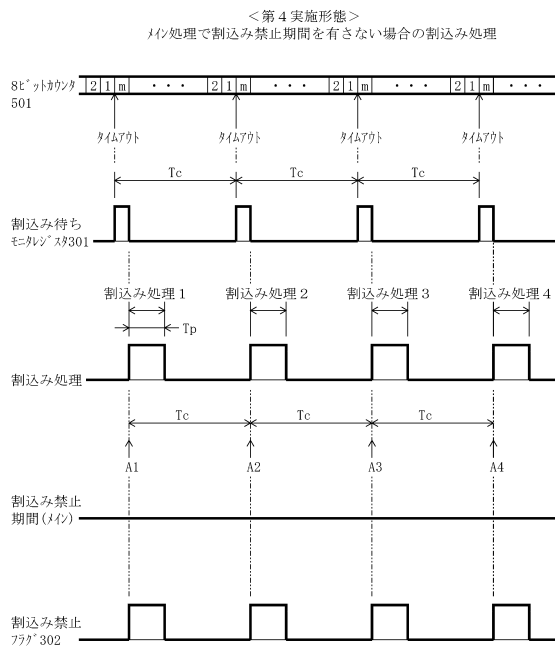 ＜第４実施形態＞
ﾒｲﾝ処理で割込み禁止期間を有さない場合の割込み処理
8ﾋﾞｯﾄｶｳﾝﾀ
501
2 1 m ・・・ 2 1 m ・・・ 2 1 m ・・・ 2 1 m ・・・
ﾀｲﾑｱｳﾄ ﾀｲﾑｱｳﾄ ﾀｲﾑｱｳﾄ ﾀｲﾑｱｳﾄ
Tc Tc Tc
割込み待ち
ﾓﾆﾀﾚｼﾞｽﾀ301
割込み処理１ 割込み処理２ 割込み処理３ 割込み処理４
Tp
割込み処理
Tc Tc Tc
A1 A2 A3 A4
割込み禁止
期間(ﾒｲﾝ)
割込み禁止
ﾌﾗｸﾞ302